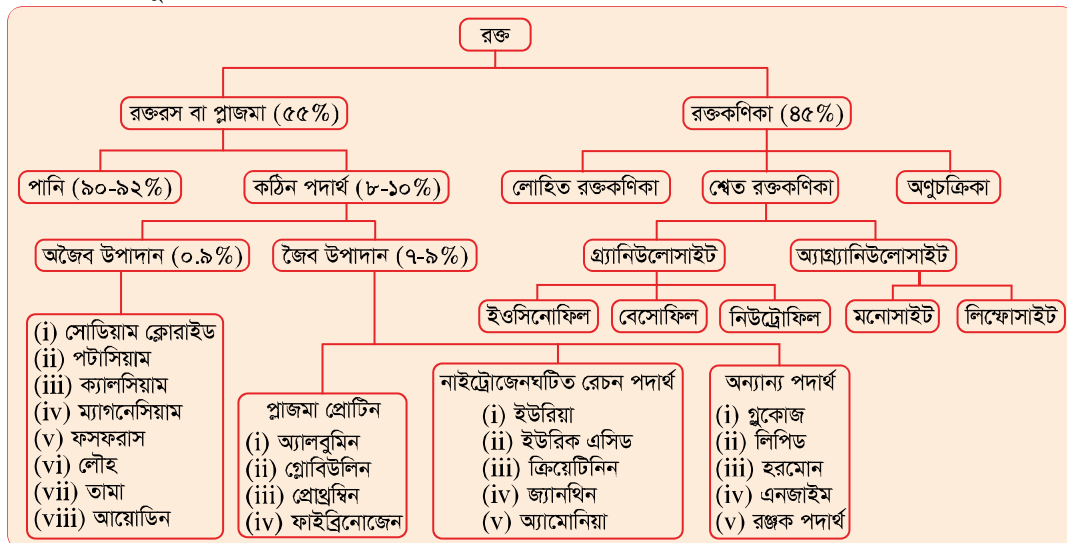 রক্ত
রক্তরস বা প্লাজমা (৫৫%)
রক্তকণিকা (৪৫%)
পানি (৯০-৯২%)
কঠিন পদার্থ (৮-১০%)
লোহিত রক্তকণিকা
শ্বেত রক্তকণিকা
অণুচক্রিকা
অজৈব উপাদান (০.৯%)
জৈব উপাদান (৭-৯%)
গ্র্যানিউলোসাইট
অ্যাগ্র্যানিউলোসাইট
ইওসিনোফিল
বেসোফিল
নিউট্রোফিল
মনোসাইট
লিম্ফোসাইট
(i) সোডিয়াম ক্লোরাইড
(ii) পটাসিয়াম
(iii) ক্যালসিয়াম
(iv) ম্যাগনেসিয়াম
(v) ফসফরাস
(vi) লৌহ
(vii) তামা
(viii) আয়োডিন
প্লাজমা প্রোটিন
(i) অ্যালবুমিন
(ii) গ্লোবিউলিন
(iii) প্রোথ্রম্বিন
(iv) ফাইব্রিনোজেন
নাইট্রোজেনঘটিত রেচন পদার্থ
(i) ইউরিয়া
(ii) ইউরিক এসিড
(iii) ক্রিয়েটিনিন
(iv) জ্যানথিন
(v) অ্যামোনিয়া
অন্যান্য পদার্থ
(i) গ্লুকোজ
(ii) লিপিড
(iii) হরমোন
(iv) এনজাইম
(v) রঞ্জক পদার্থ